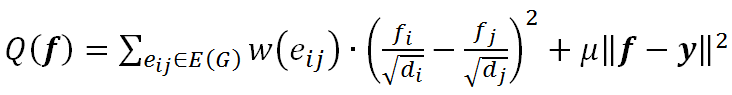 Q(𝒇) = ∑_{e_{ij}∈E(G)} w(e_{ij}) · (f_i/√d_i − f_j/√d_j)^2 + μ‖𝒇 − 𝒚‖^2